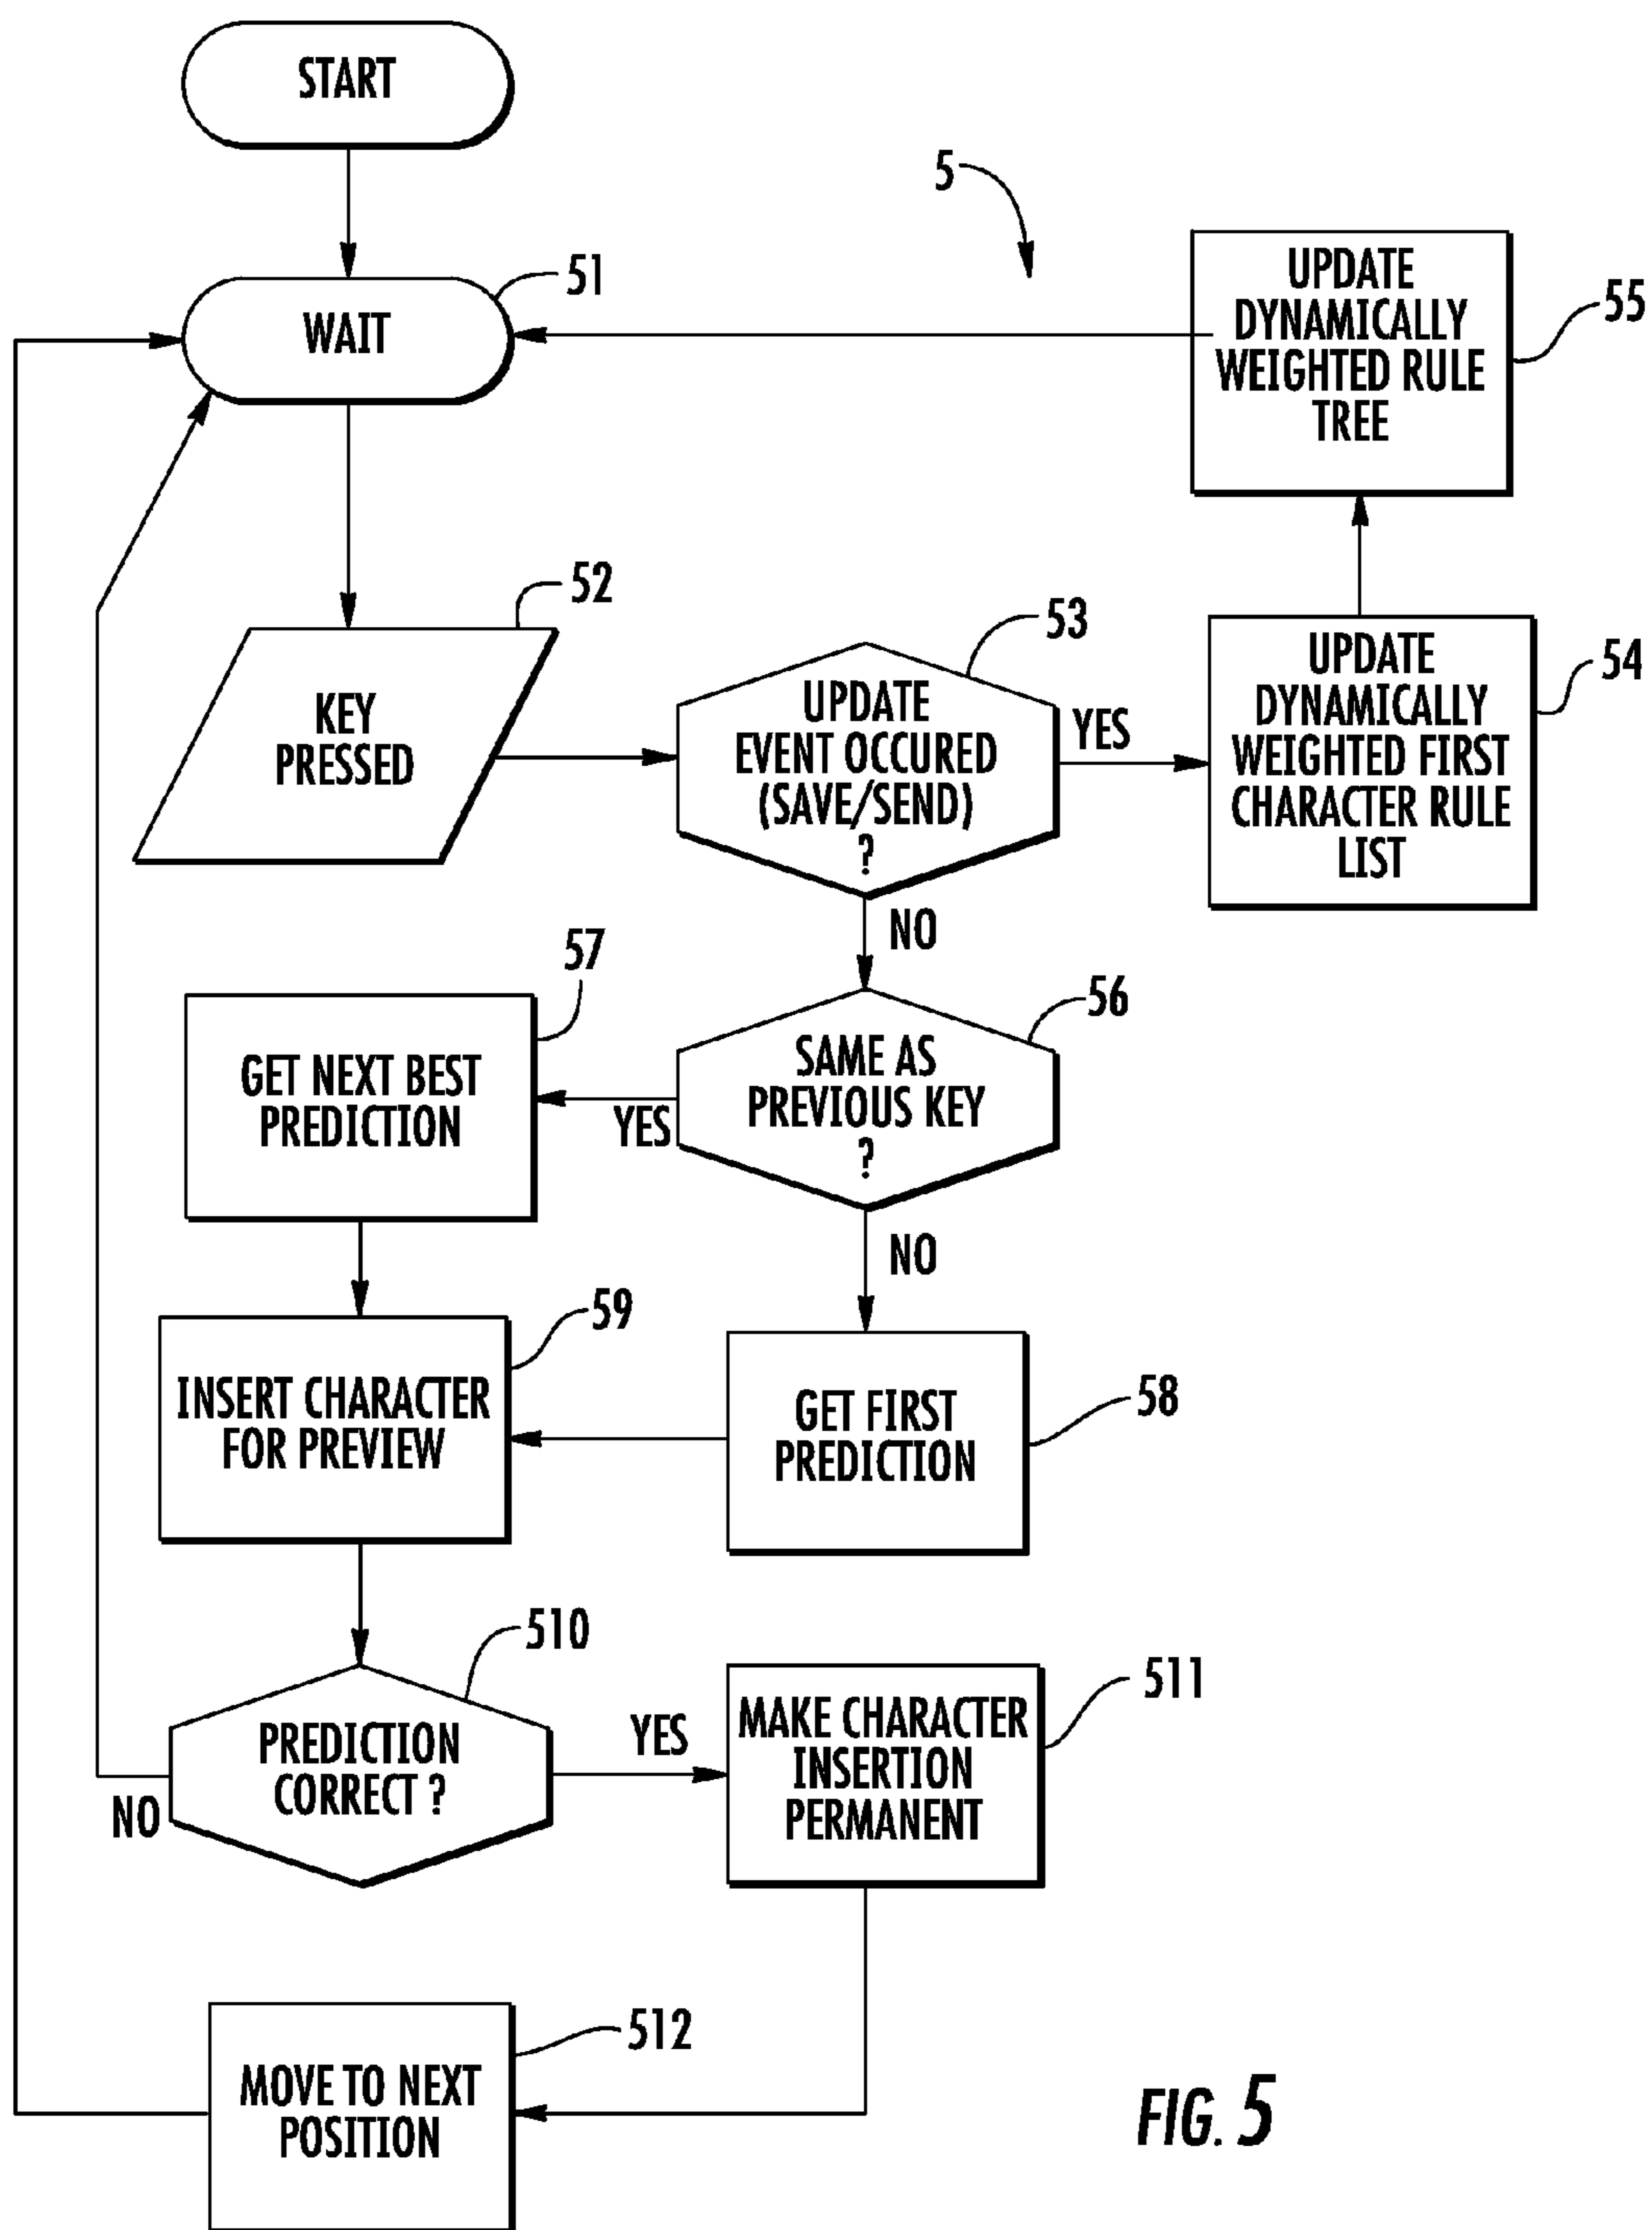 START
5
51
WAIT
UPDATE
DYNAMICALLY
WEIGHTED RULE
TREE
55
52
KEY
PRESSED
53
UPDATE
EVENT OCCURED
(SAVE/SEND)
?
YES
UPDATE
DYNAMICALLY
WEIGHTED FIRST
CHARACTER RULE
LIST
54
NO
57
GET NEXT BEST
PREDICTION
YES
56
SAME AS
PREVIOUS KEY
?
NO
59
INSERT CHARACTER
FOR PREVIEW
GET FIRST
PREDICTION
58
510
PREDICTION
CORRECT ?
NO
YES
MAKE CHARACTER
INSERTION
PERMANENT
511
512
MOVE TO NEXT
POSITION
FIG. 5